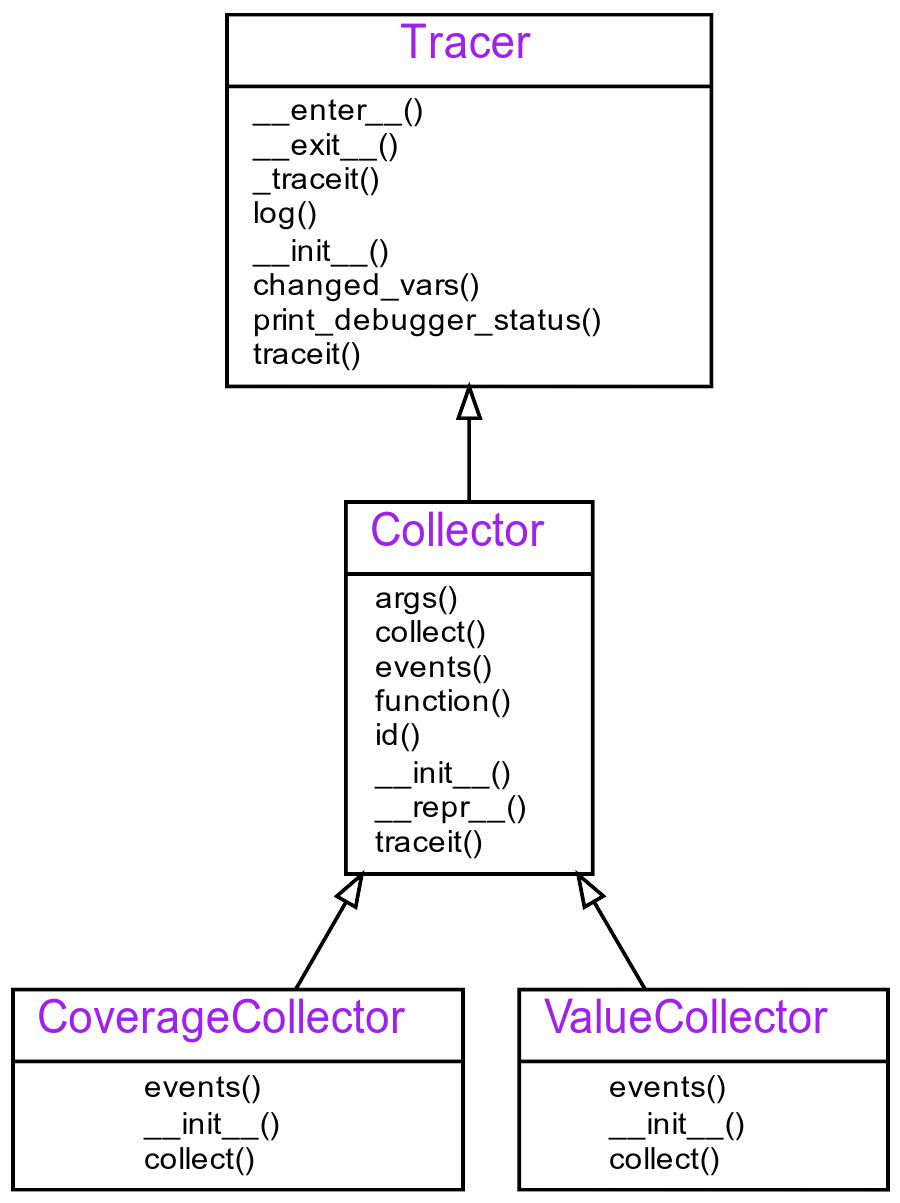 Tracer
__enter__()
__exit__()
_traceit()
log()
__init__()
changed_vars()
print_debugger_status()
traceit()
Collector
args()
collect()
events()
function()
id()
__init__()
__repr__()
traceit()
CoverageCollector
events()
__init__()
collect()
ValueCollector
events()
__init__()
collect()